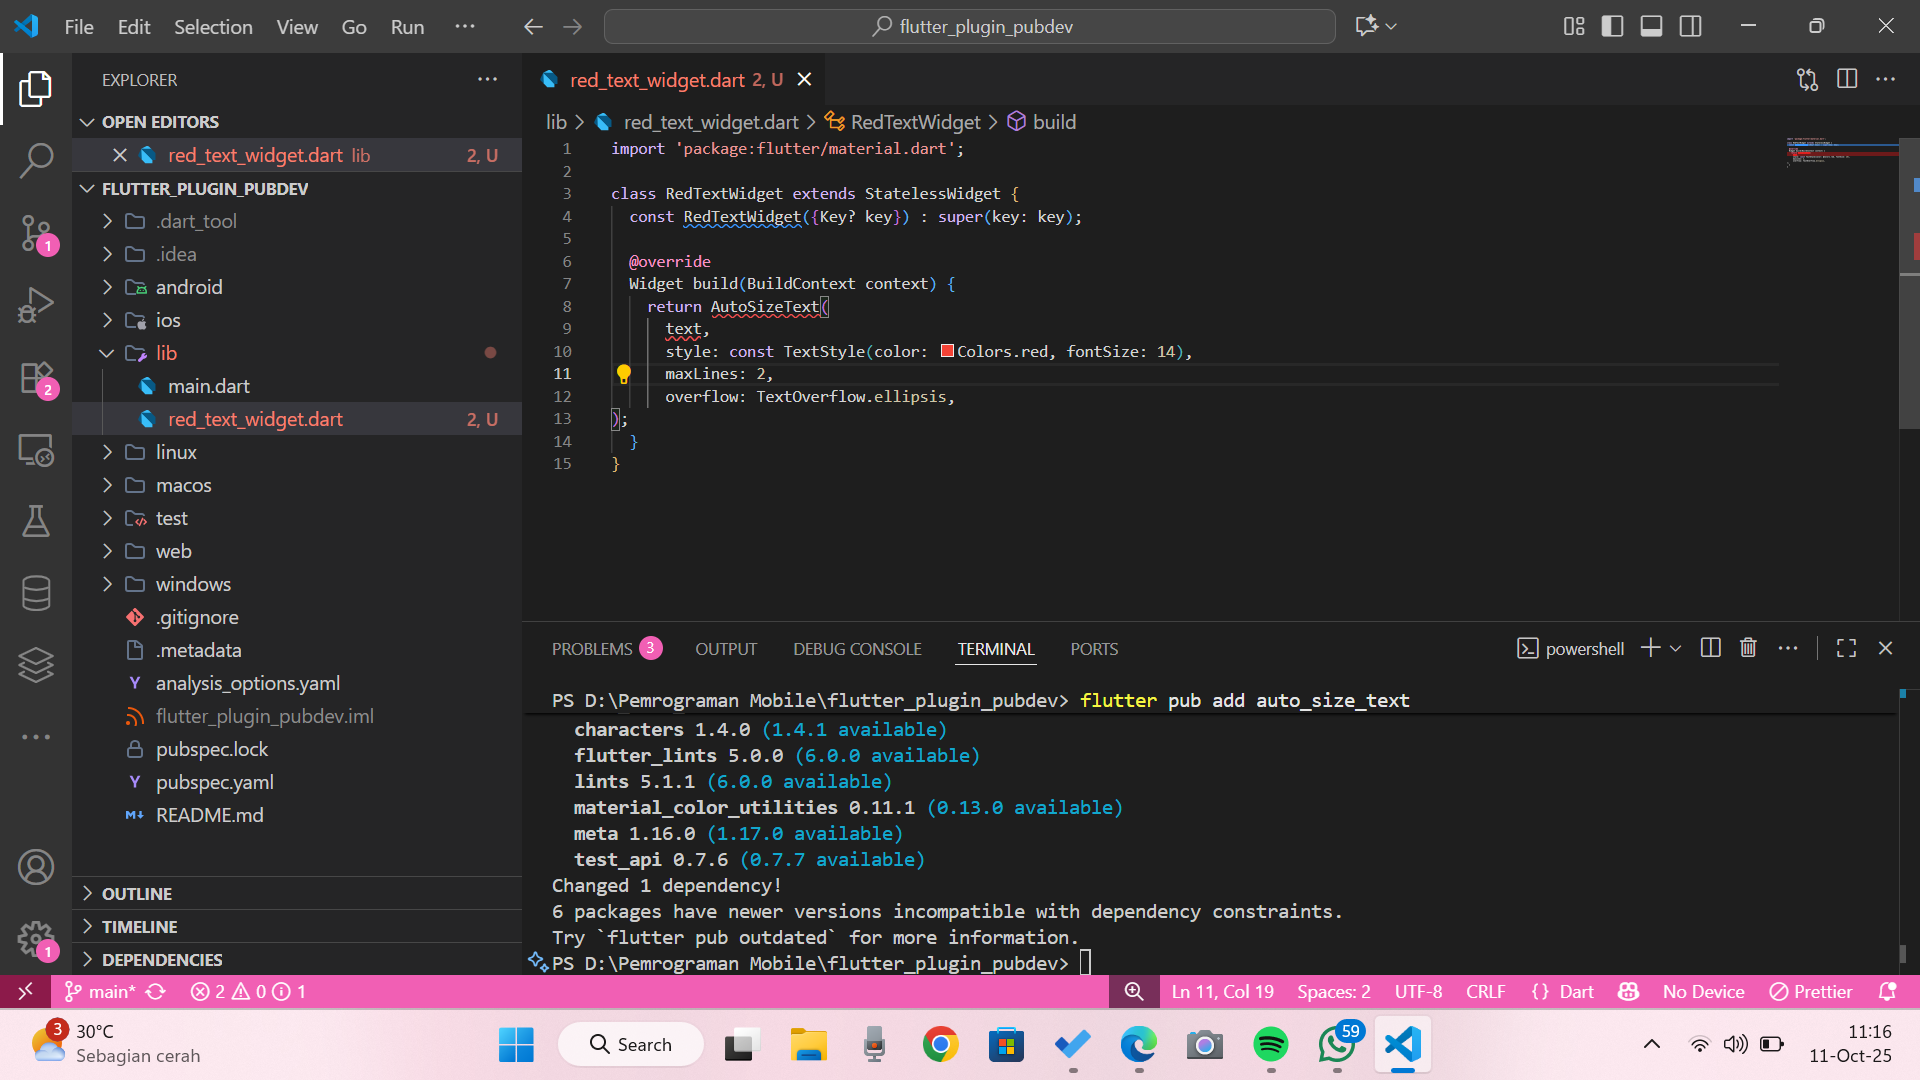 File Edit Selection View Go Run ··· flutter_plugin_pubdev
EXPLORER
OPEN EDITORS
red_text_widget.dart lib 2, U
FLUTTER_PLUGIN_PUBDEV
.dart_tool
.idea
android
ios
lib
main.dart
red_text_widget.dart 2, U
linux
macos
test
web
windows
.gitignore
.metadata
analysis_options.yaml
flutter_plugin_pubdev.iml
pubspec.lock
pubspec.yaml
README.md
OUTLINE
TIMELINE
DEPENDENCIES
1
2
1
red_text_widget.dart 2, U
lib > red_text_widget.dart > RedTextWidget > build
1 import 'package:flutter/material.dart';
2
3 class RedTextWidget extends StatelessWidget {
4 const RedTextWidget({Key? key}) : super(key: key);
5
6 @override
7 Widget build(BuildContext context) {
8 return AutoSizeText(
9 text,
10 style: const TextStyle(color: Colors.red, fontSize: 14),
11 maxLines: 2,
12 overflow: TextOverflow.ellipsis,
13 );
14 }
15 }
PROBLEMS 3 OUTPUT DEBUG CONSOLE TERMINAL PORTS powershell
PS D:\Pemrograman Mobile\flutter_plugin_pubdev> flutter pub add auto_size_text
characters 1.4.0 (1.4.1 available)
flutter_lints 5.0.0 (6.0.0 available)
lints 5.1.1 (6.0.0 available)
material_color_utilities 0.11.1 (0.13.0 available)
meta 1.16.0 (1.17.0 available)
test_api 0.7.6 (0.7.7 available)
Changed 1 dependency!
6 packages have newer versions incompatible with dependency constraints.
Try `flutter pub outdated` for more information.
PS D:\Pemrograman Mobile\flutter_plugin_pubdev>
main* 2 0 1 Ln 11, Col 19 Spaces: 2 UTF-8 CRLF {} Dart No Device Prettier
3 30°C
Sebagian cerah
Search
59
11:16
11-Oct-25